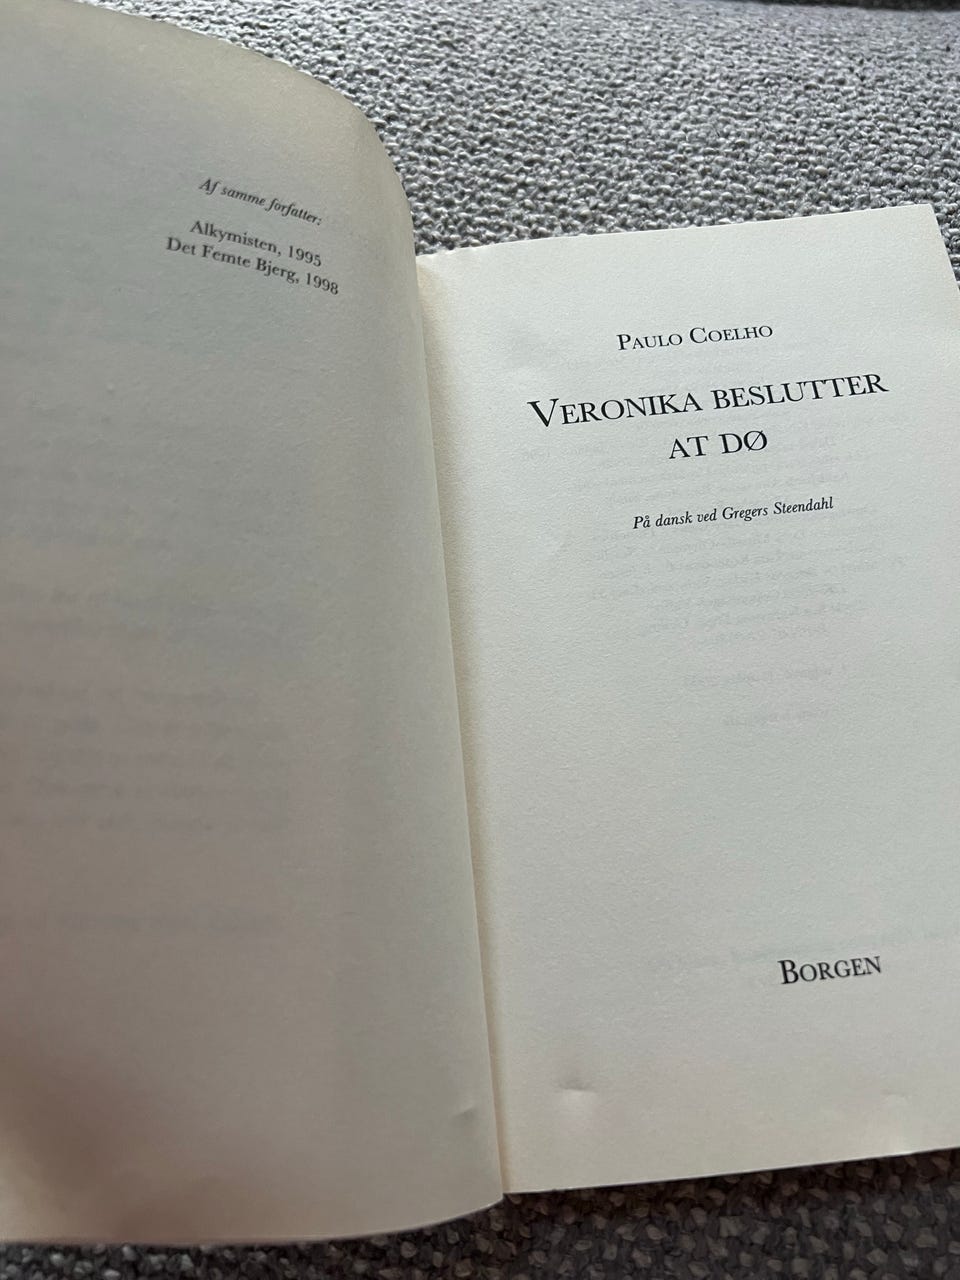 Af samme forfatter:
Alkymisten, 1995
Det Femte Bjerg, 1998
PAULO COELHO
VERONIKA BESLUTTER
AT DØ
På dansk ved Gregers Steendahl
BORGEN